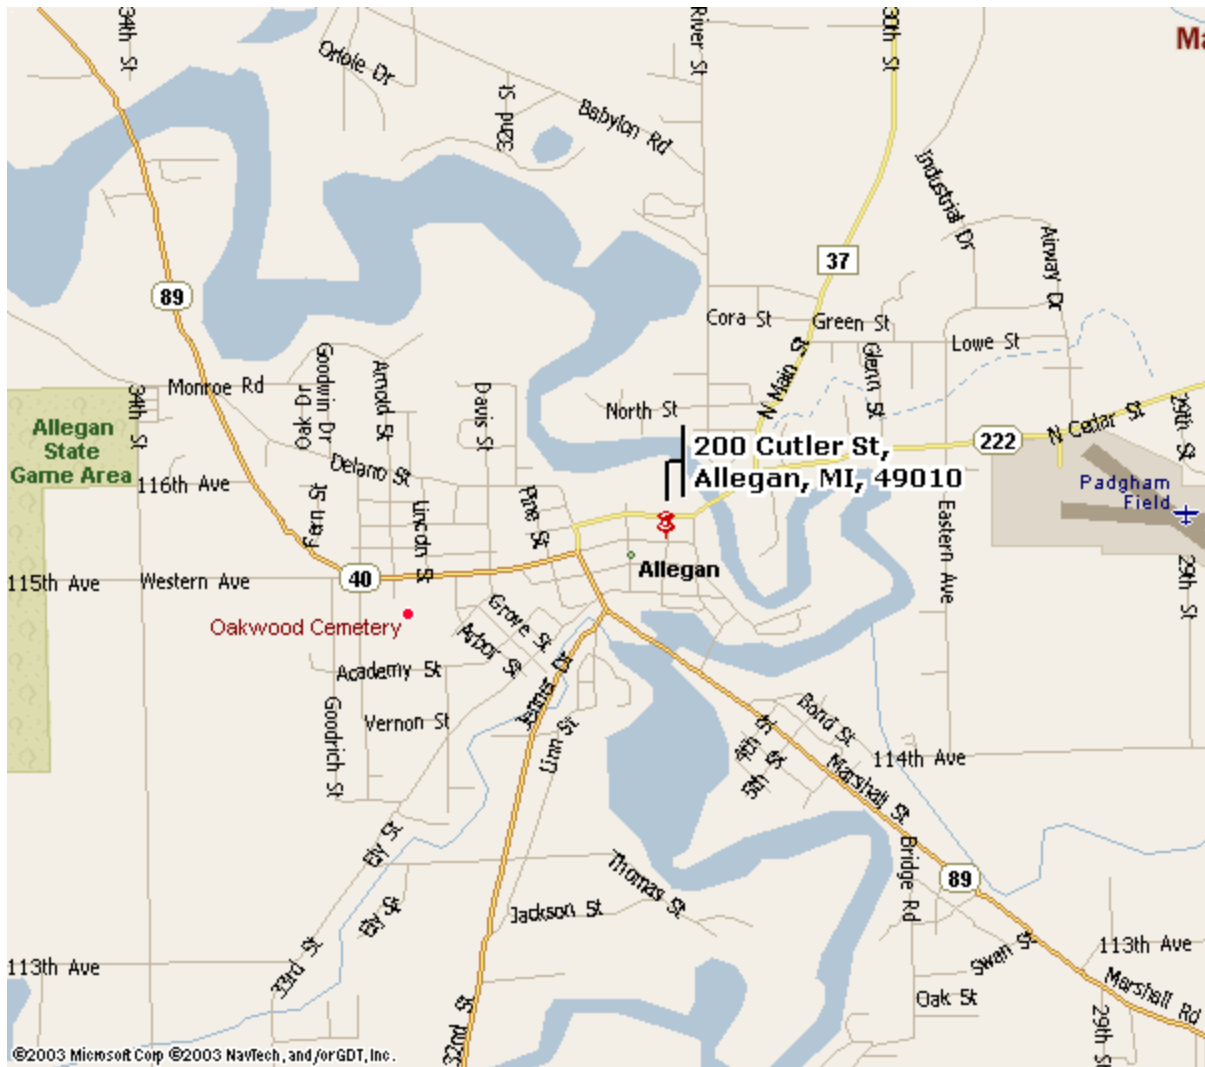 34th St
Oriole Dr
River St
30th St
Ma
32nd St
Babylon Rd
Industrial Dr
Airway Dr
37
89
Cora St
Green St
Lowe St
N Main St
Glenn St
Monroe Rd
Goodwin Dr
Oak Dr
Arnold St
Davis St
North St
34th St
29th St
N Cedar St
222
Allegan
State
Game Area
200 Cutler St,
Allegan, MI, 49010
Delano St
116th Ave
Padgham
Field
Lincoln St
Pine St
Eastern Ave
Allegan
115th Ave
Western Ave
40
29th St
Grove St
Arbor St
Oakwood Cemetery
Academy St
Jenner St
Goodrich St
Vernon St
Linn St
Bond St
4th St
5th St
114th Ave
Marshall St
Ely St
Bridge Rd
Thomas St
89
Ely St
Jackson St
Swan St
113th Ave
113th Ave
33rd St
Oak St
Marshall Rd
32nd St
29th St
©2003 Microsoft Corp ©2003 NavTech, and/or GDT, Inc.